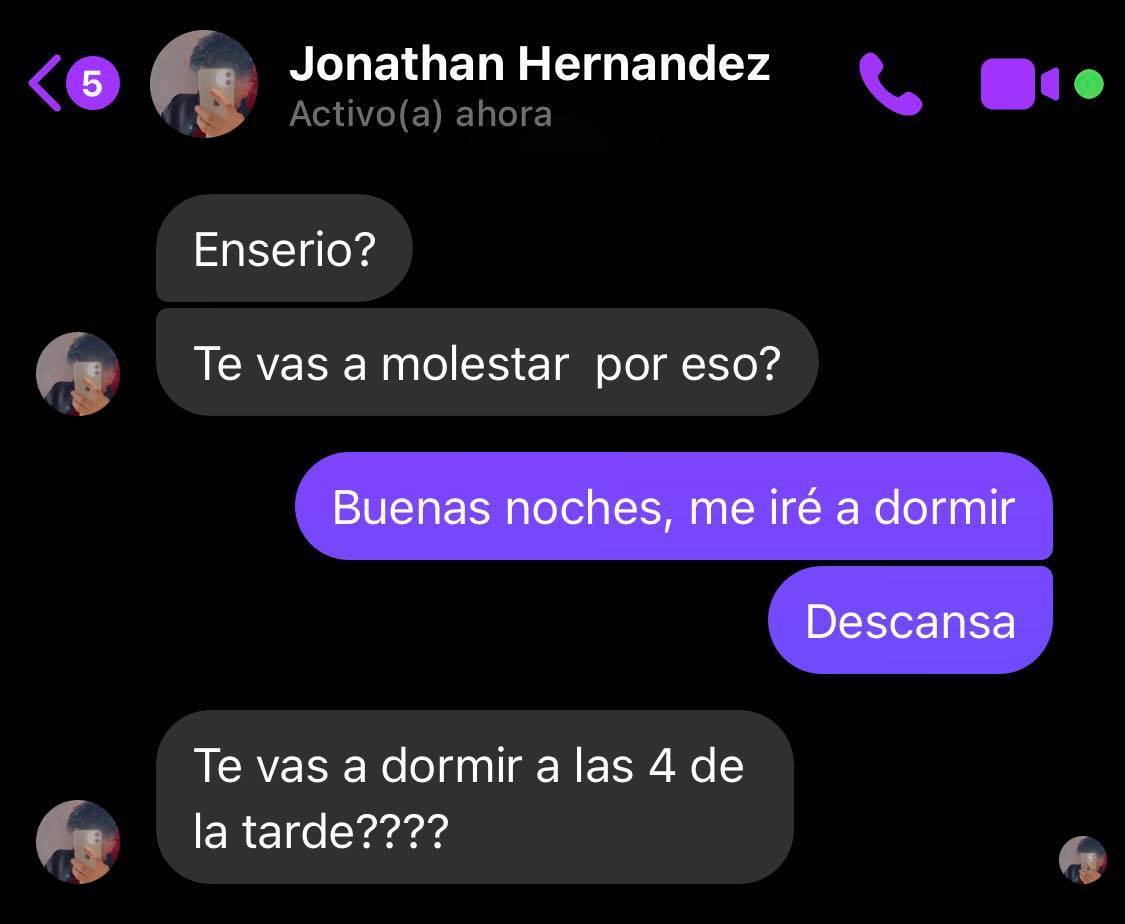 5
Jonathan Hernandez
Activo(a) ahora
Enserio?
Te vas a molestar  por eso?
Buenas noches, me iré a dormir
Descansa
Te vas a dormir a las 4 de
la tarde????